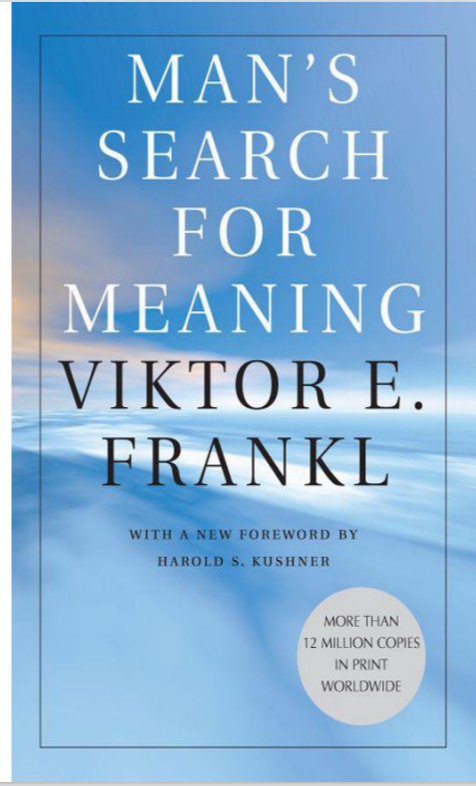 MAN'S
SEARCH
FOR
MEANING
VIKTOR E.
FRANKL
WITH A NEW FOREWORD BY
HAROLD S. KUSHNER
MORE THAN
12 MILLION COPIES
IN PRINT
WORLDWIDE